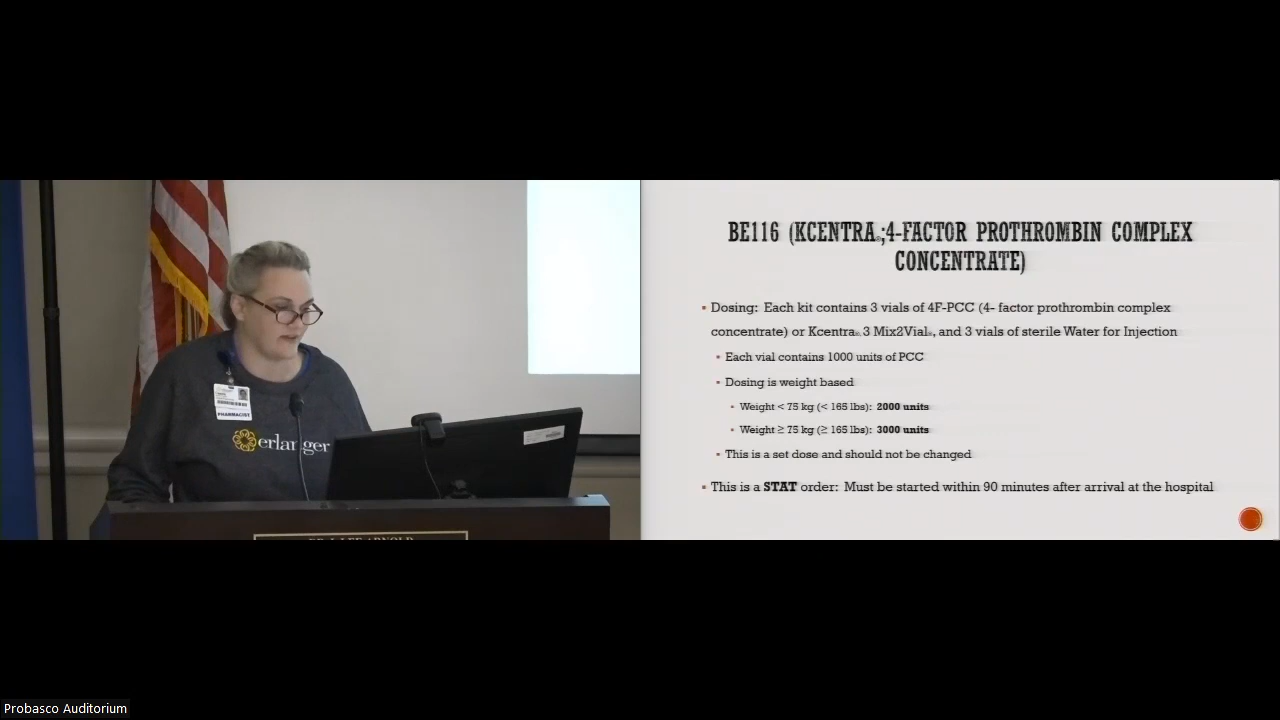 PHARMACIST
erlanger
BE116 (KCENTRA®;4-FACTOR PROTHROMBIN COMPLEX
CONCENTRATE)
▪ Dosing: Each kit contains 3 vials of 4F-PCC (4- factor prothrombin complex
concentrate) or Kcentra®, 3 Mix2Vial®, and 3 vials of sterile Water for Injection
▪ Each vial contains 1000 units of PCC
▪ Dosing is weight based
▪ Weight < 75 kg (< 165 lbs): 2000 units
▪ Weight ≥ 75 kg (≥ 165 lbs): 3000 units
▪ This is a set dose and should not be changed
▪ This is a STAT order: Must be started within 90 minutes after arrival at the hospital
Probasco Auditorium